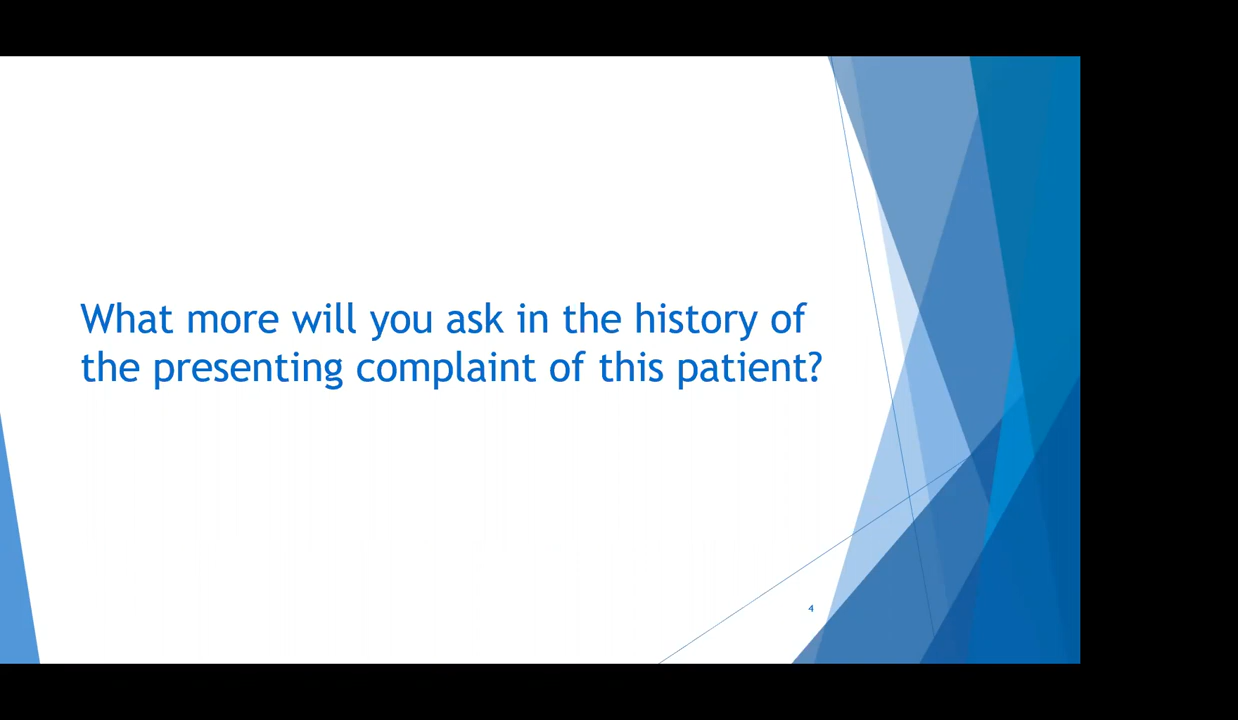 What more will you ask in the history of
the presenting complaint of this patient?
4